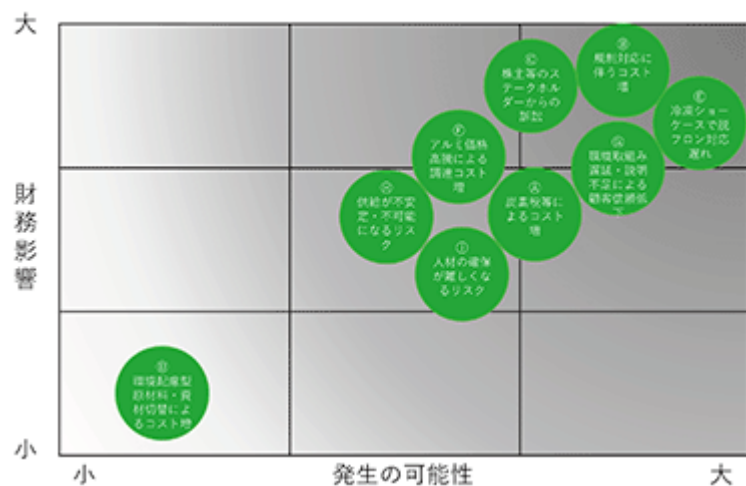 大
Ⓒ
株主等のス
テークホル
ダーからの
訴訟
規制対応に
伴うコスト
増
Ⓔ
冷凍ショー
ケースで脱
フロン対応
遅れ
Ⓕ
アルミ価格
高騰による
調達コスト
増
環境取組み
遅延・説明
不足による
顧客信頼低
下
Ⓗ
供給が不安
定・不可能
になるリス
ク
Ⓐ
炭素税等に
よるコスト
増
人材の確保
が難しくな
るリスク
環境配慮型
原材料・資
材切替によ
るコスト増
財務影響
小
小
発生の可能性
大